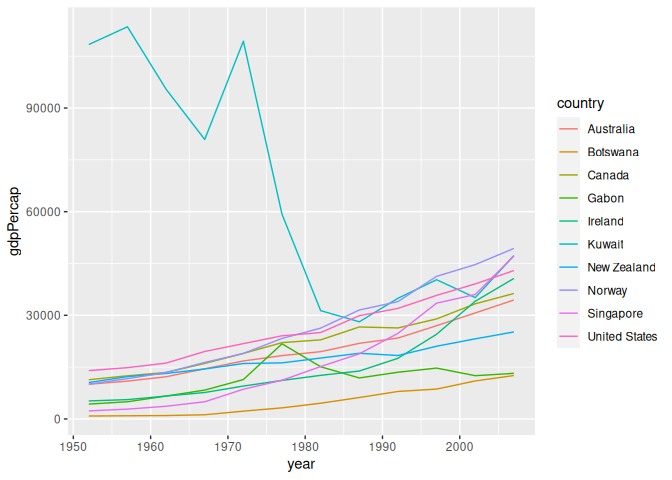 gdpPercap
90000
60000
30000
0
1950
1960
1970
1980
1990
2000
year
country
Australia
Botswana
Canada
Gabon
Ireland
Kuwait
New Zealand
Norway
Singapore
United States